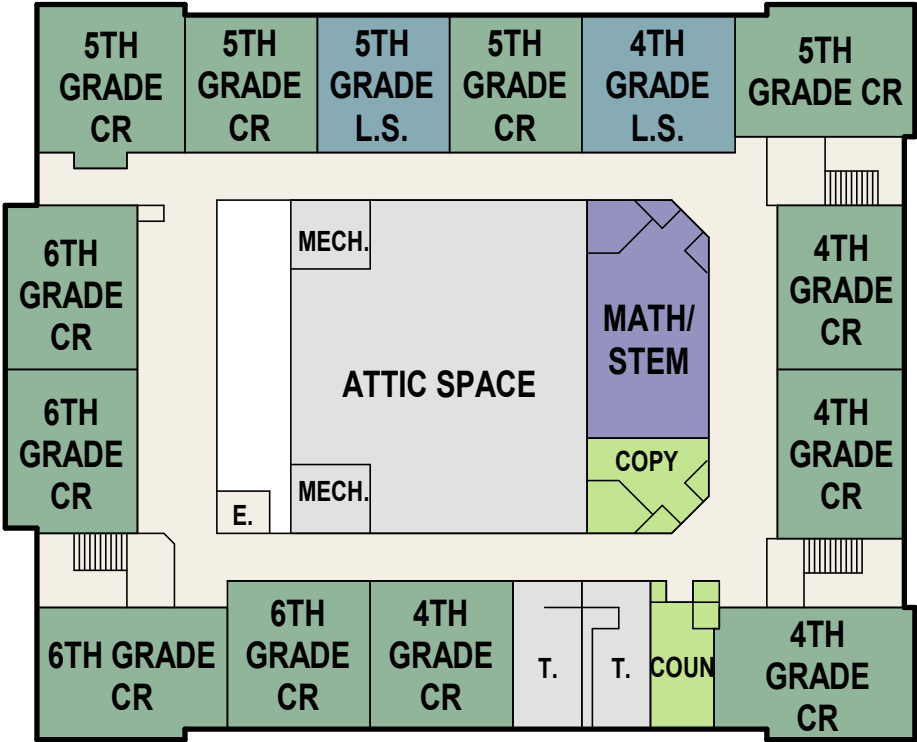 5TH
GRADE
CR
5TH
GRADE
CR
5TH
GRADE
L.S.
5TH
GRADE
CR
4TH
GRADE
L.S.
5TH
GRADE CR
6TH
GRADE
CR
MECH.
MATH/
STEM
4TH
GRADE
CR
ATTIC SPACE
6TH
GRADE
CR
MECH.
E.
COPY
4TH
GRADE
CR
6TH GRADE
CR
6TH
GRADE
CR
4TH
GRADE
CR
T.
T.
COUN
4TH
GRADE
CR